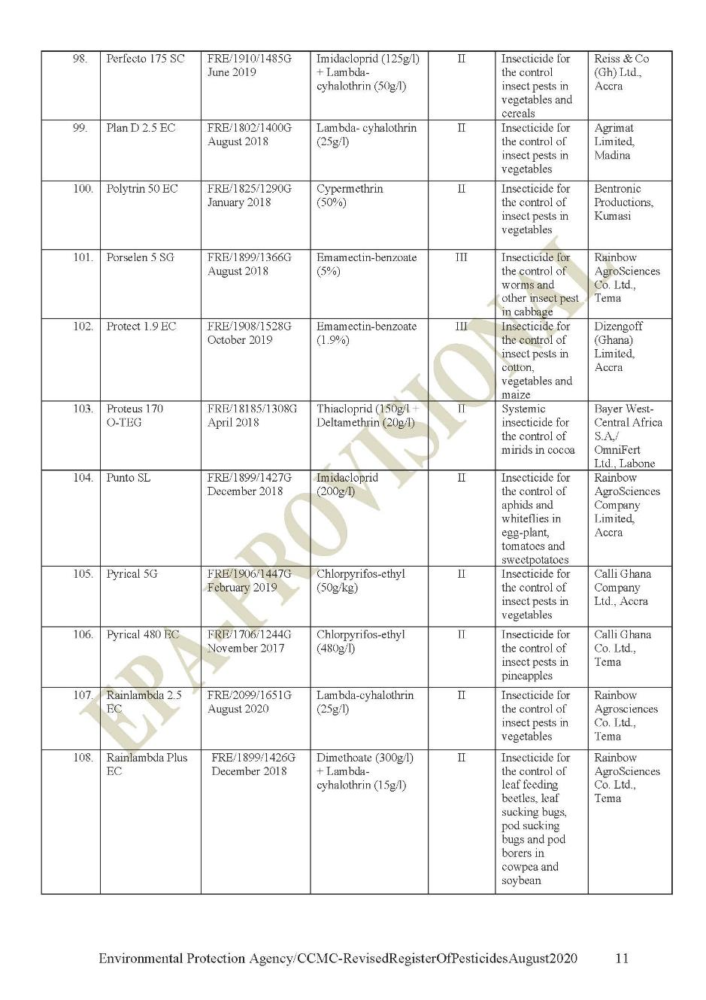 98. Perfecto 175 SC FRE/1910/1485G Imidacloprid (125g/l) II Insecticide for Reiss & Co
June 2019 + Lambda- the control (Gh) Ltd.,
cyhalothrin (50g/l) insect pests in Accra
vegetables and
cereals
99. Plan D 2.5 EC FRE/1802/1400G Lambda- cyhalothrin II Insecticide for Agrimat
August 2018 (25g/l) the control of Limited,
insect pests in Madina
vegetables
100. Polytrin 50 EC FRE/1825/1290G Cypermethrin II Insecticide for Bentronic
January 2018 (50%) the control of Productions,
insect pests in Kumasi
vegetables
101. Porselen 5 SG FRE/1899/1366G Emamectin-benzoate III Insecticide for Rainbow
August 2018 (5%) the control of AgroSciences
worms and Co. Ltd.,
other insect pest Tema
in cabbage
102. Protect 1.9 EC FRE/1908/1528G Emamectin-benzoate III Insecticide for Dizengoff
October 2019 (1.9%) the control of (Ghana)
insect pests in Limited,
cotton, Accra
vegetables and
maize
103. Proteus 170 FRE/18185/1308G Thiacloprid (150g/l + II Systemic Bayer West-
O-TEG April 2018 Deltamethrin (20g/l) insecticide for Central Africa
the control of S.A,/
mirids in cocoa OmniFert
Ltd., Labone
104. Punto SL FRE/1899/1427G Imidacloprid II Insecticide for Rainbow
December 2018 (200g/l) the control of AgroSciences
aphids and Company
whiteflies in Limited,
egg-plant, Accra
tomatoes and
sweetpotatoes
105. Pyrical 5G FRE/1906/1447G Chlorpyrifos-ethyl II Insecticide for Calli Ghana
February 2019 (50g/kg) the control of Company
insect pests in Ltd., Accra
vegetables
106. Pyrical 480 EC FRE/1706/1244G Chlorpyrifos-ethyl II Insecticide for Calli Ghana
November 2017 (480g/l) the control of Co. Ltd.,
insect pests in Tema
pineapples
107. Rainlambda 2.5 FRE/2099/1651G Lambda-cyhalothrin II Insecticide for Rainbow
EC August 2020 (25g/l) the control of Agrosciences
insect pests in Co. Ltd.,
vegetables Tema
108. Rainlambda Plus FRE/1899/1426G Dimethoate (300g/l) II Insecticide for Rainbow
EC December 2018 + Lambda- the control of AgroSciences
cyhalothrin (15g/l) leaf feeding Co. Ltd.,
beetles, leaf Tema
sucking bugs,
pod sucking
bugs and pod
borers in
cowpea and
soybean
EPA-PROVISIONAL
Environmental Protection Agency/CCMC-RevisedRegisterOfPesticidesAugust2020 11